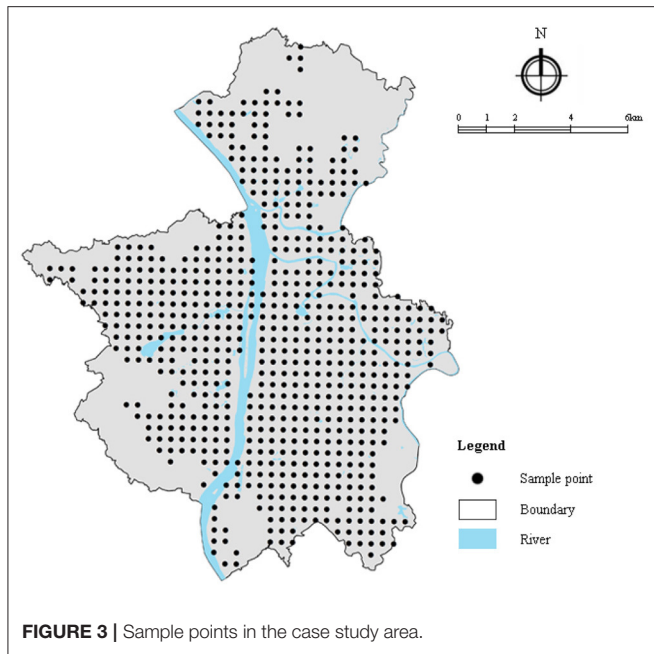 N
0 1 2 4 6km
Legend
Sample point
Boundary
River
FIGURE 3 | Sample points in the case study area.